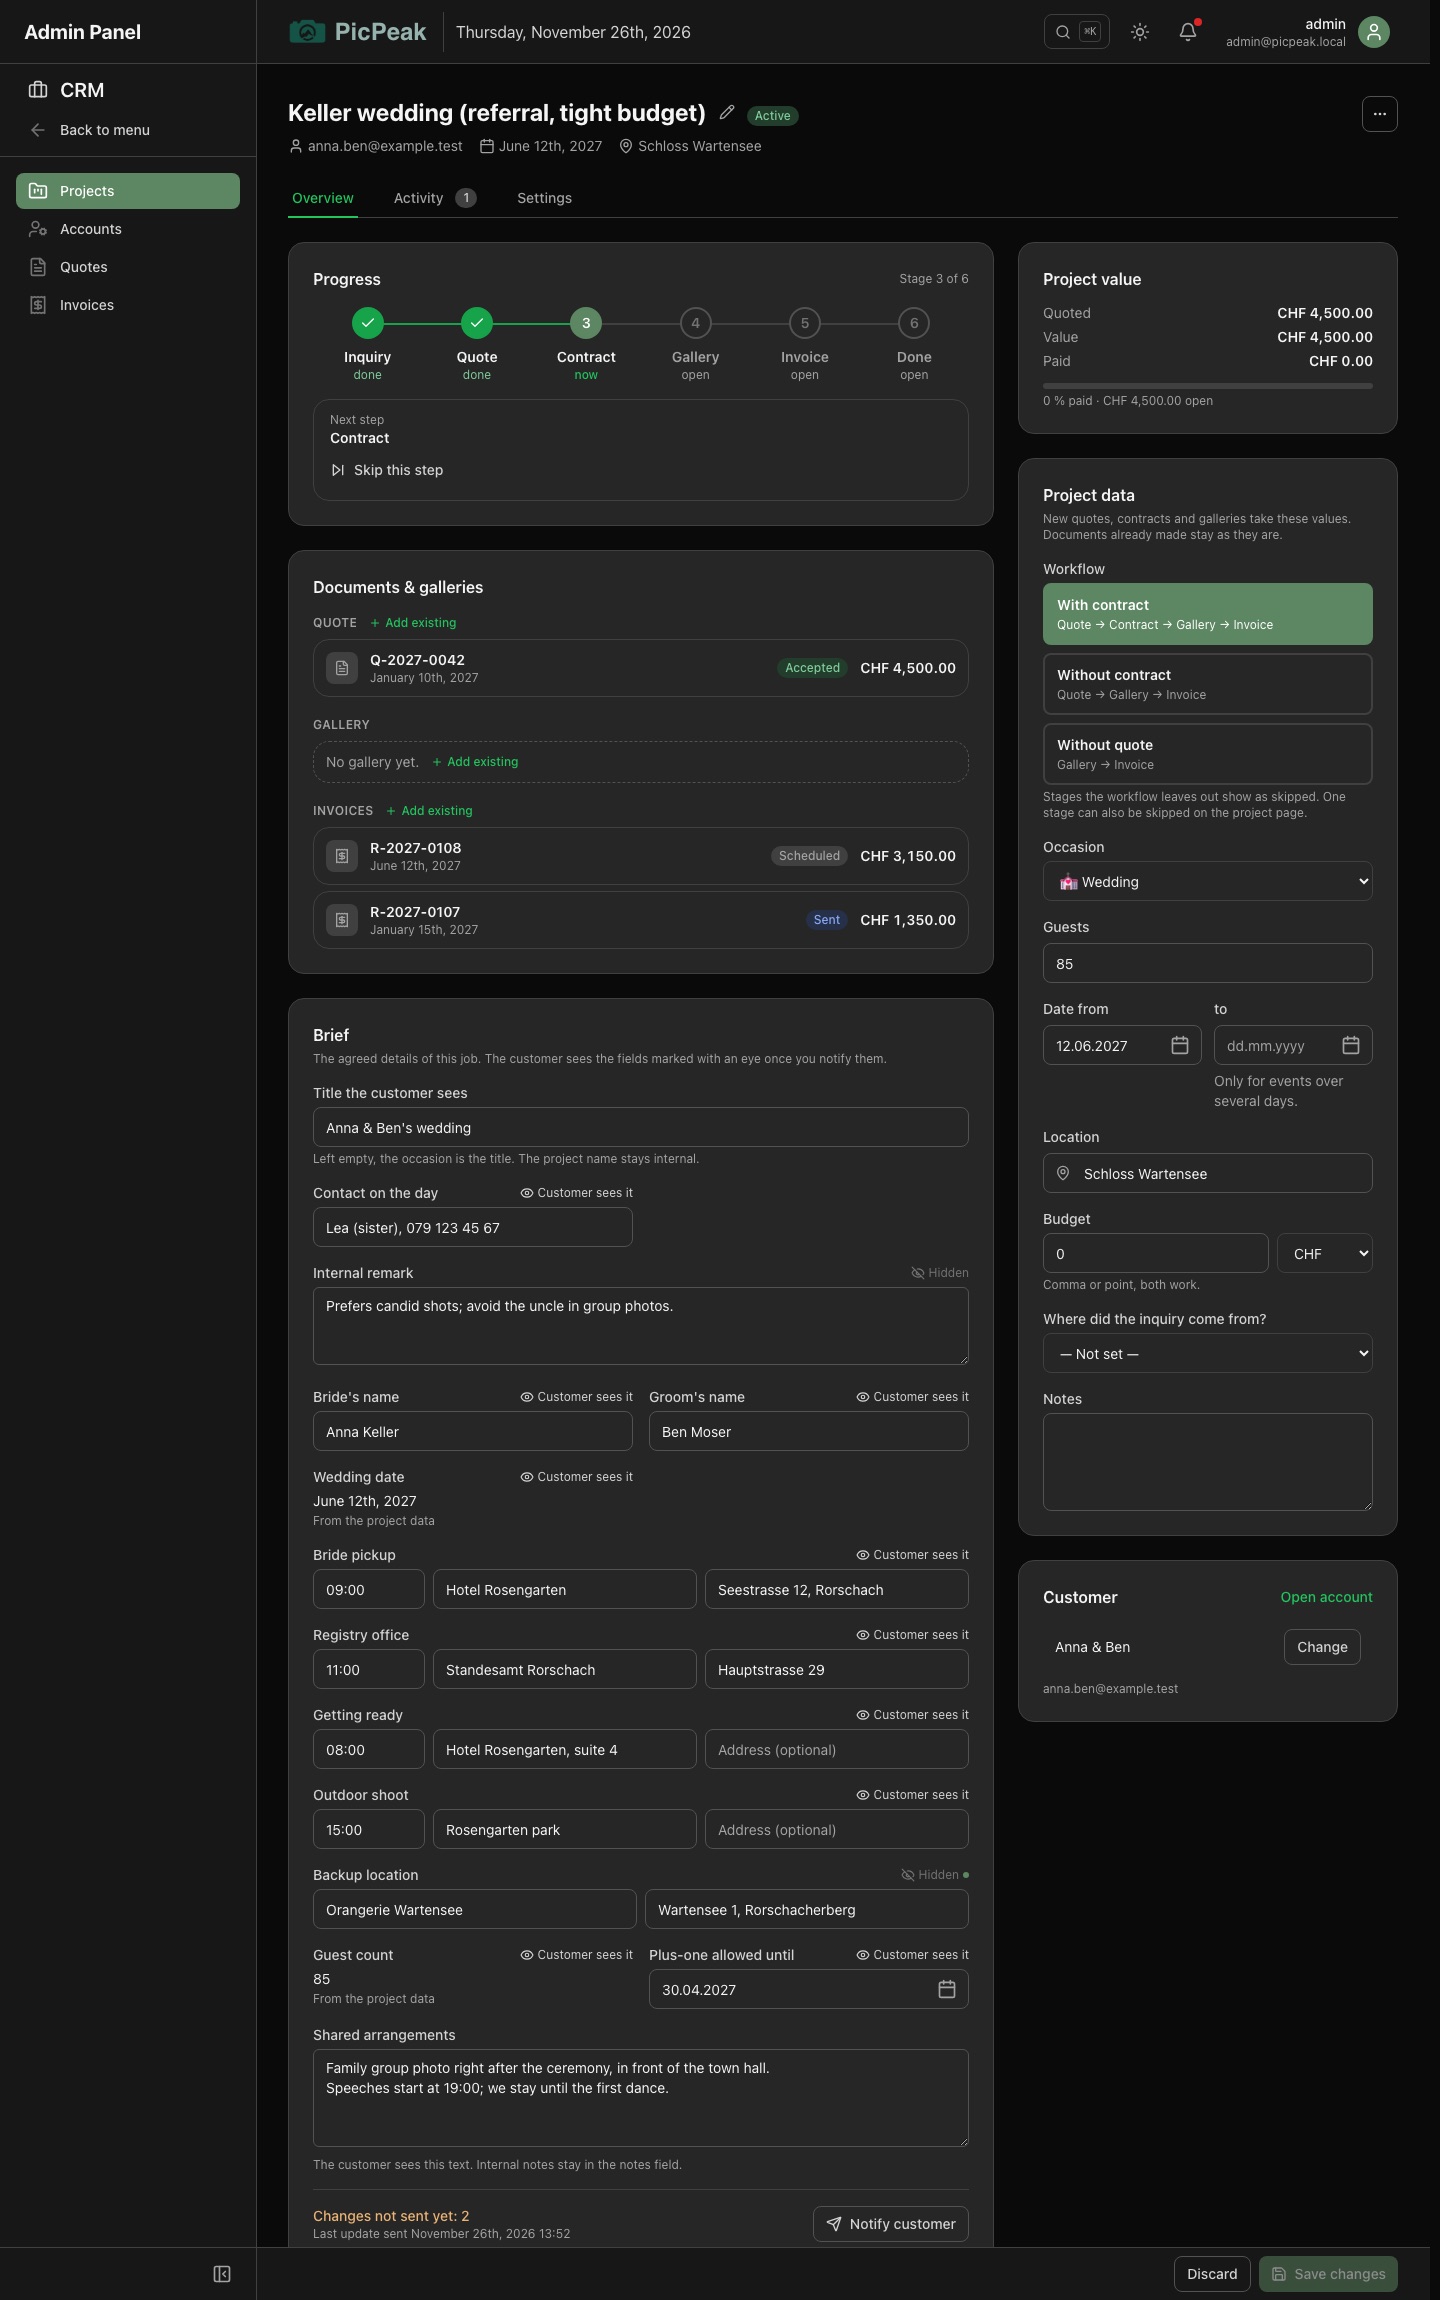 Admin Panel
PicPeak
Thursday, November 26th, 2026
⌘K
admin
admin@picpeak.local
CRM
Back to menu
Projects
Accounts
Quotes
Invoices
Keller wedding (referral, tight budget)
Active
anna.ben@example.test
June 12th, 2027
Schloss Wartensee
Overview
Activity 1
Settings
Progress
Stage 3 of 6
3
4
5
6
Inquiry
Quote
Contract
Gallery
Invoice
Done
done
done
now
open
open
open
Next step
Contract
Skip this step
Documents & galleries
QUOTE + Add existing
Q-2027-0042
January 10th, 2027
Accepted
CHF 4,500.00
GALLERY
No gallery yet. + Add existing
INVOICES + Add existing
R-2027-0108
June 12th, 2027
Scheduled
CHF 3,150.00
R-2027-0107
January 15th, 2027
Sent
CHF 1,350.00
Brief
The agreed details of this job. The customer sees the fields marked with an eye once you notify them.
Title the customer sees
Anna & Ben's wedding
Left empty, the occasion is the title. The project name stays internal.
Contact on the day
Customer sees it
Lea (sister), 079 123 45 67
Internal remark
Hidden
Prefers candid shots; avoid the uncle in group photos.
Bride's name
Customer sees it
Anna Keller
Groom's name
Customer sees it
Ben Moser
Wedding date
Customer sees it
June 12th, 2027
From the project data
Bride pickup
Customer sees it
09:00
Hotel Rosengarten
Seestrasse 12, Rorschach
Registry office
Customer sees it
11:00
Standesamt Rorschach
Hauptstrasse 29
Getting ready
Customer sees it
08:00
Hotel Rosengarten, suite 4
Address (optional)
Outdoor shoot
Customer sees it
15:00
Rosengarten park
Address (optional)
Backup location
Hidden
Orangerie Wartensee
Wartensee 1, Rorschacherberg
Guest count
Customer sees it
85
From the project data
Plus-one allowed until
Customer sees it
30.04.2027
Shared arrangements
Family group photo right after the ceremony, in front of the town hall.
Speeches start at 19:00; we stay until the first dance.
The customer sees this text. Internal notes stay in the notes field.
Changes not sent yet: 2
Last update sent November 26th, 2026 13:52
Notify customer
Project value
Quoted
CHF 4,500.00
Value
CHF 4,500.00
Paid
CHF 0.00
0 % paid · CHF 4,500.00 open
Project data
New quotes, contracts and galleries take these values.
Documents already made stay as they are.
Workflow
With contract
Quote → Contract → Gallery → Invoice
Without contract
Quote → Gallery → Invoice
Without quote
Gallery → Invoice
Stages the workflow leaves out show as skipped. One
stage can also be skipped on the project page.
Occasion
Wedding
Guests
85
Date from
to
12.06.2027
dd.mm.yyyy
Only for events over
several days.
Location
Schloss Wartensee
Budget
0
CHF
Comma or point, both work.
Where did the inquiry come from?
— Not set —
Notes
Customer
Open account
Anna & Ben
Change
anna.ben@example.test
Discard
Save changes